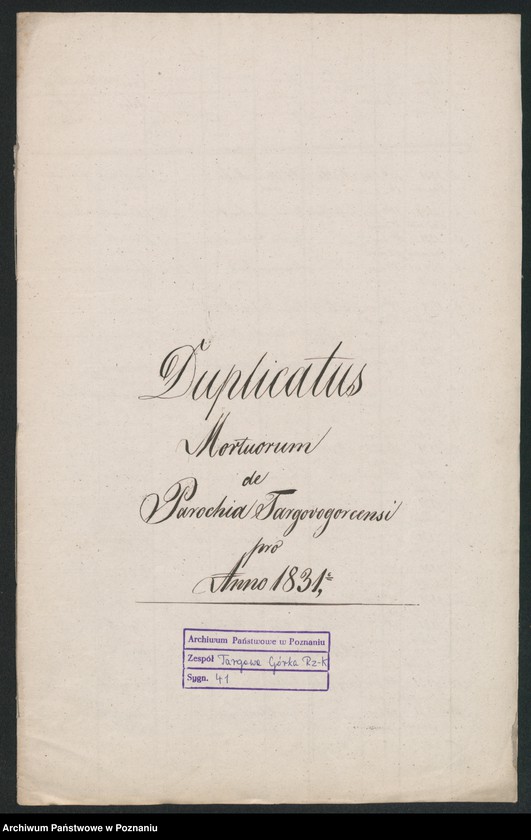 Duplicatus
Mortuorum
de
Parochia Targovogorcensi
pro
Anno 1831,
Archiwum Państwowe w Poznaniu
Zespół Targowa Górka Rz-K
Sygn. 41
Archiwum Państwowe w Poznaniu